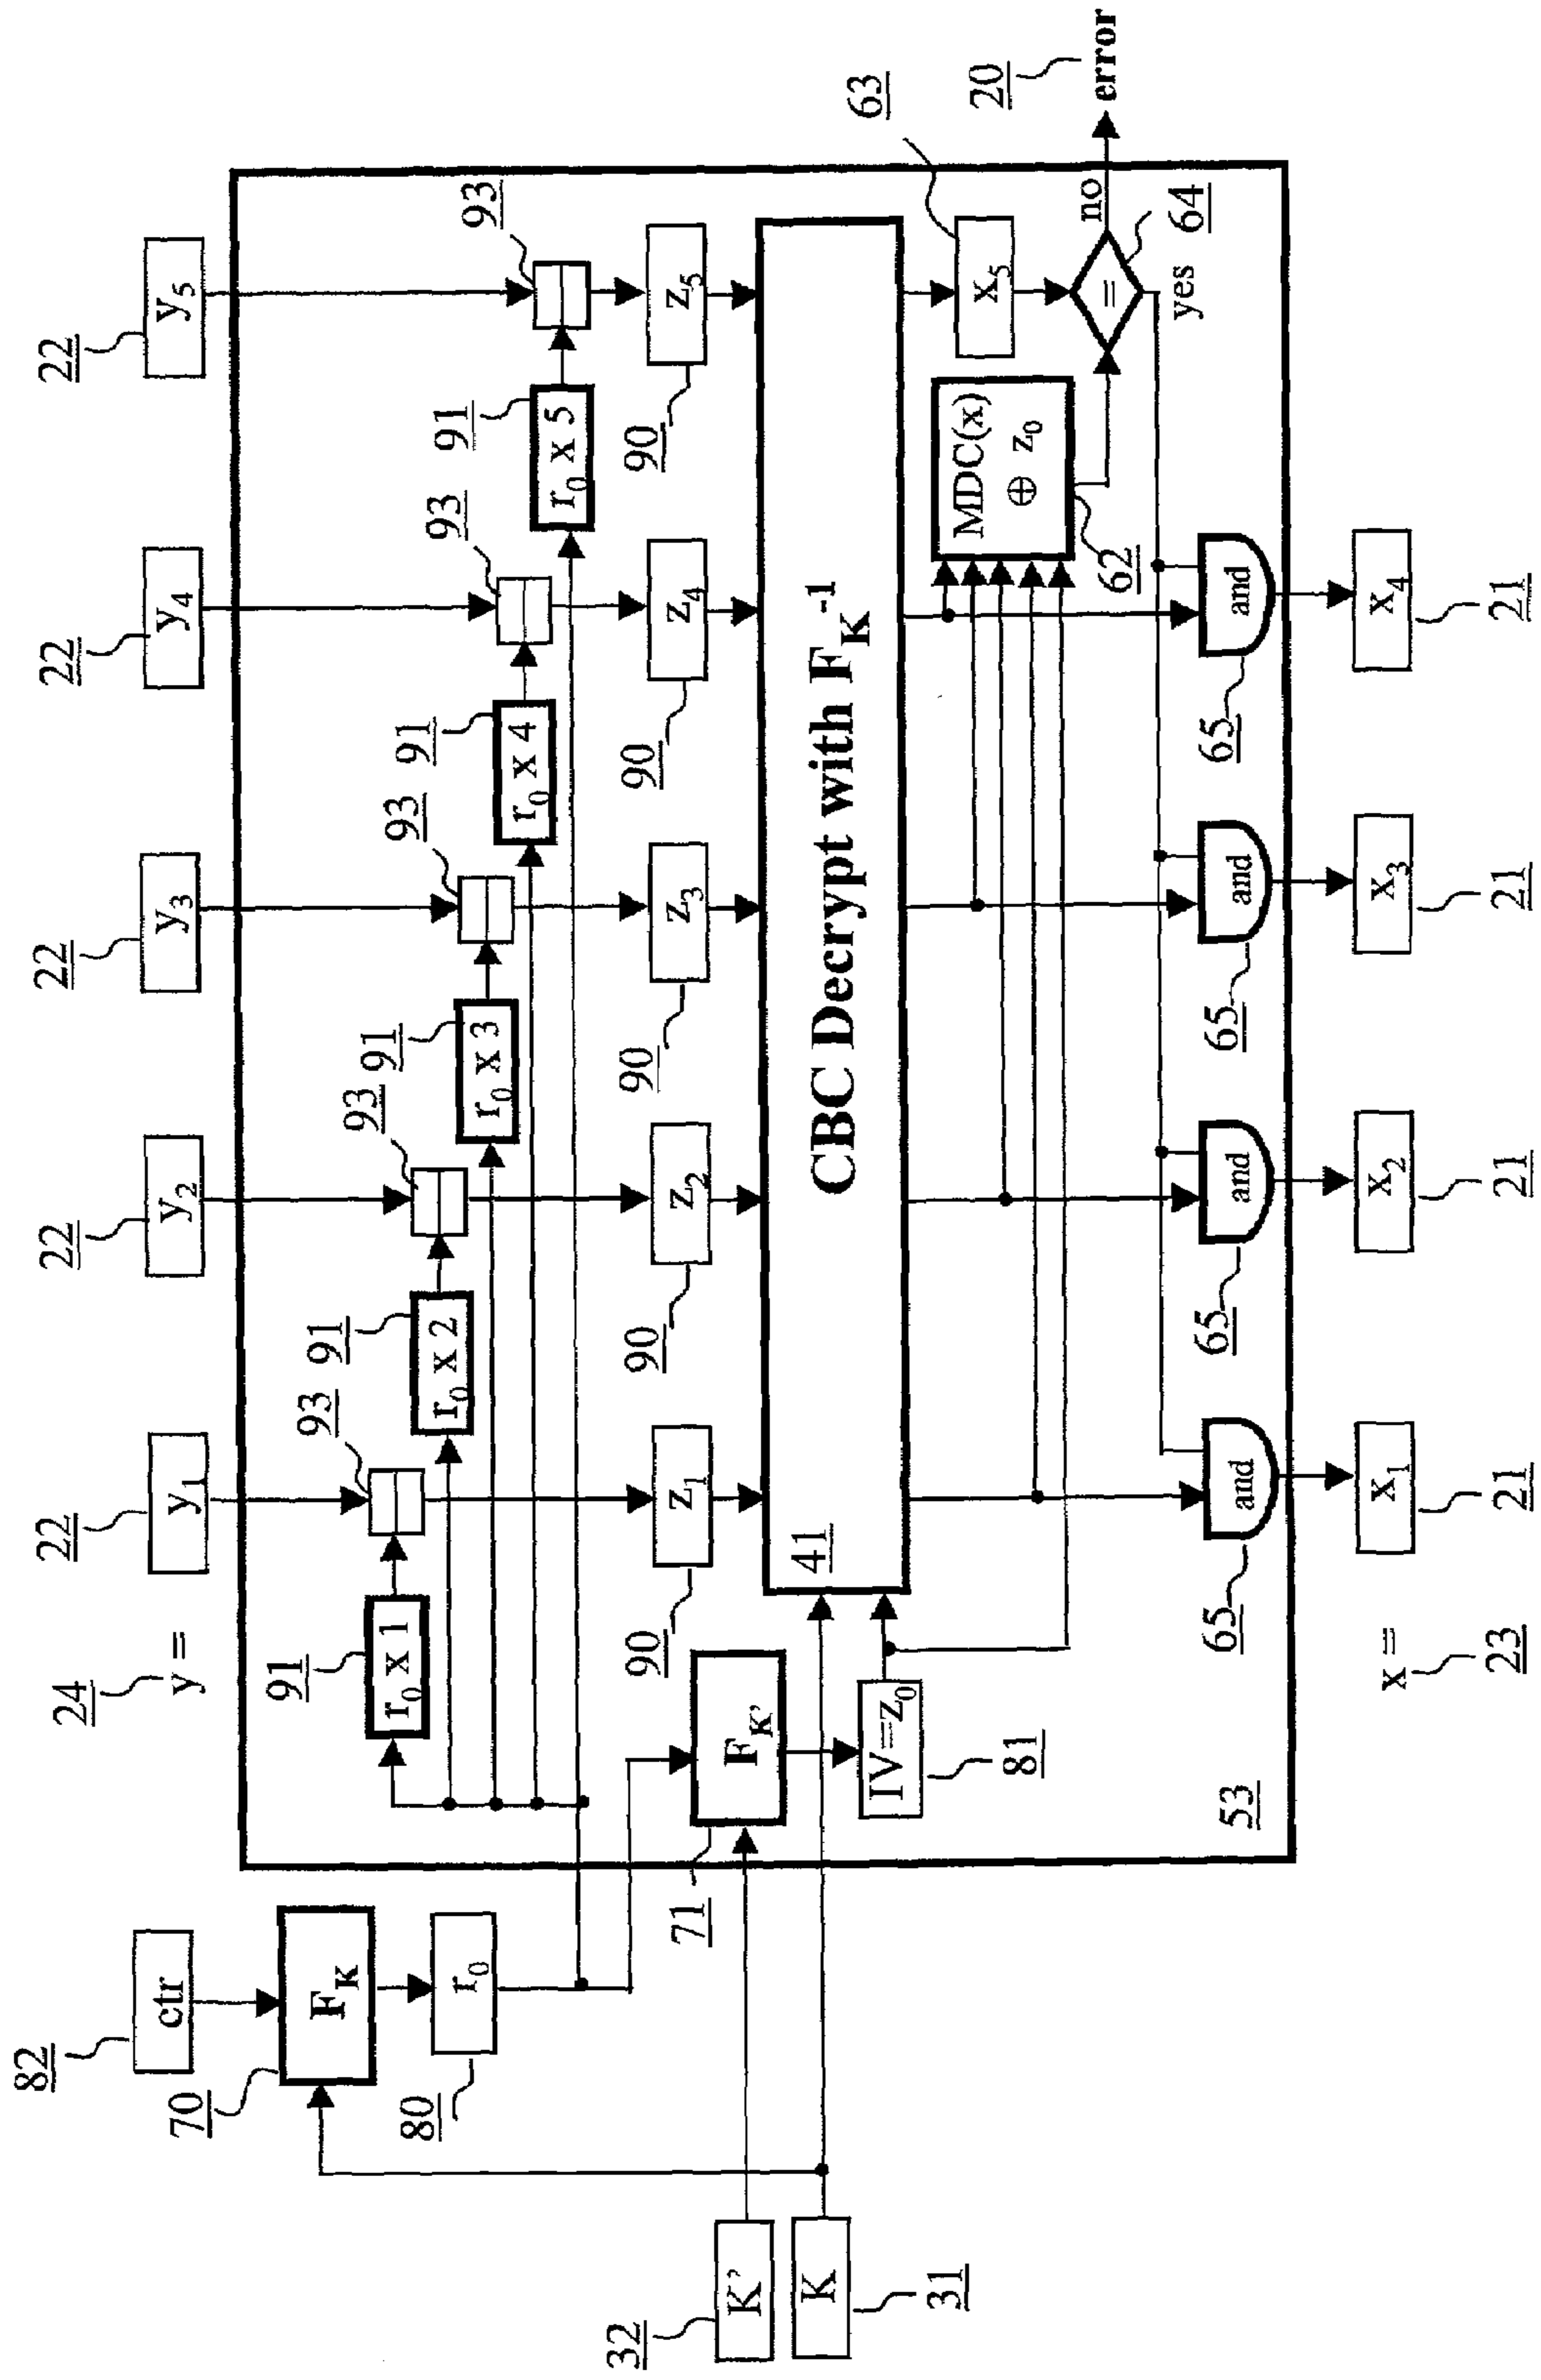 24 22 22 22 22 22
y = y1 y2 y3 y4 y5
82
ctr
70
FK
80
r0
91 r0 x 1 93
91 r0 x 2 93
91 r0 x 3 93
91 r0 x 4 93
91 r0 x 5 93
90 z1 90 z2 90 z3 90 z4 90 z5
32 K'
31 K
71 FK'
IV=z0
81
41
CBC Decrypt with FK-1
MDC(x)
⊕ z0
62
x5 63
= 64
no
yes
20
error
and and and and
65 65 65 65
53
x = x1 x2 x3 x4
23 21 21 21 21